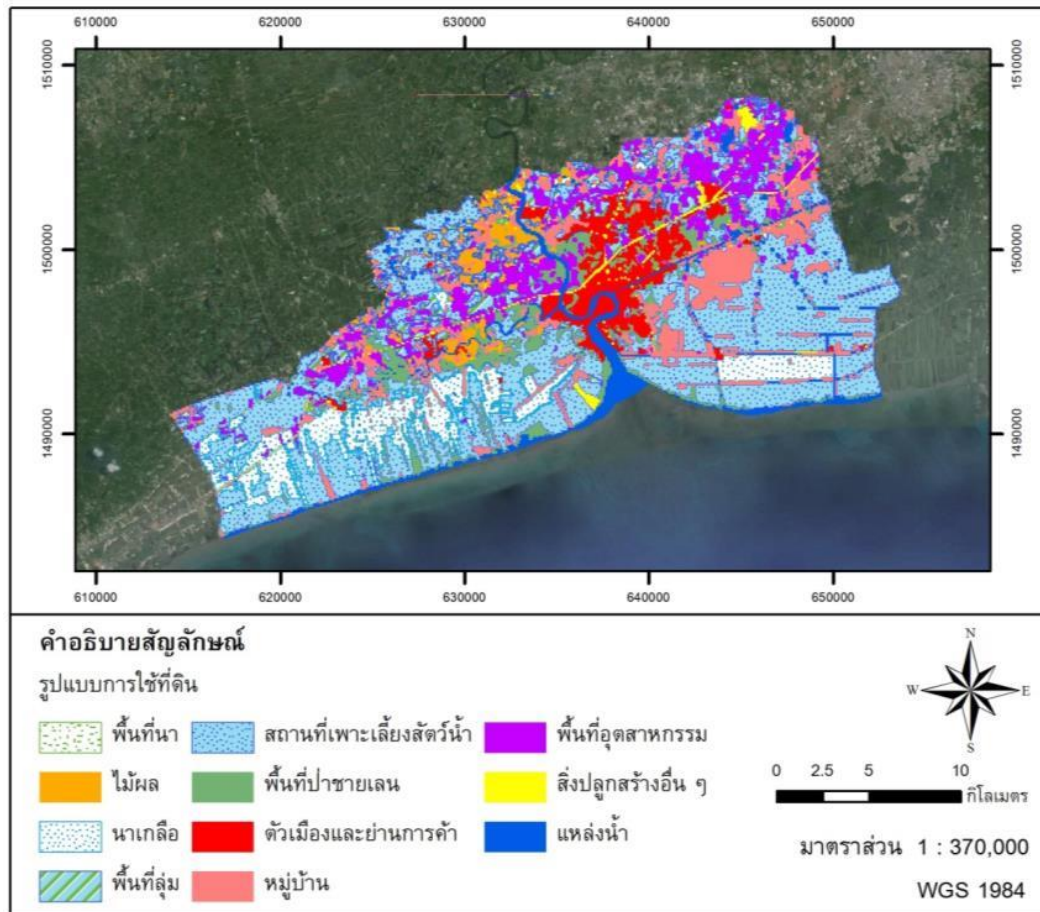 610000 620000 630000 640000 650000
1510000 1510000
1500000 1500000
1490000 1490000
610000 620000 630000 640000 650000
คำอธิบายสัญลักษณ์
รูปแบบการใช้ที่ดิน
พื้นที่นา สถานที่เพาะเลี้ยงสัตว์น้ำ พื้นที่อุตสาหกรรม
ไม้ผล พื้นที่ป่าชายเลน สิ่งปลูกสร้างอื่น ๆ
นาเกลือ ตัวเมืองและย่านการค้า แหล่งน้ำ
พื้นที่ลุ่ม หมู่บ้าน
N
W E
S
0 2.5 5 10
กิโลเมตร
มาตราส่วน 1 : 370,000
WGS 1984